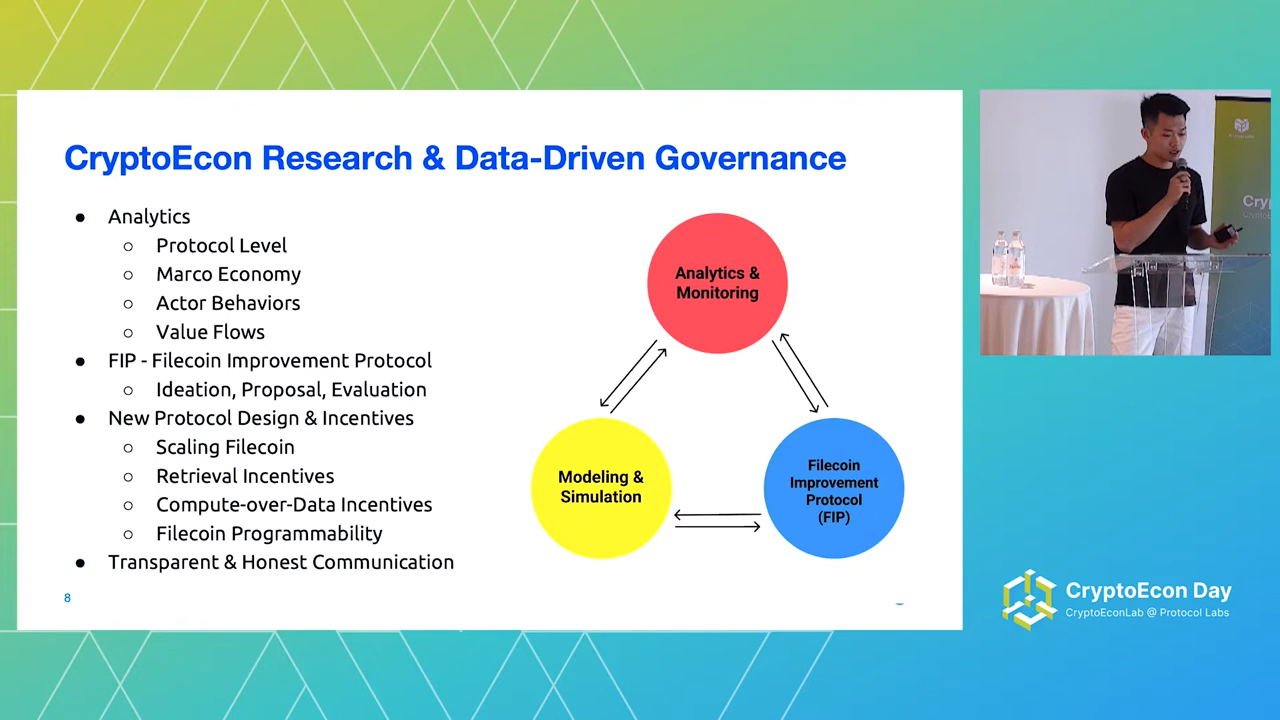 CryptoEcon Research & Data-Driven Governance
● Analytics
○ Protocol Level
○ Marco Economy
○ Actor Behaviors
○ Value Flows
● FIP - Filecoin Improvement Protocol
○ Ideation, Proposal, Evaluation
● New Protocol Design & Incentives
○ Scaling Filecoin
○ Retrieval Incentives
○ Compute-over-Data Incentives
○ Filecoin Programmability
● Transparent & Honest Communication
8
Analytics &
Monitoring
Modeling &
Simulation
Filecoin
Improvement
Protocol
(FIP)
Cry
CryptoEcon Day
CryptoEconLab @ Protocol Labs